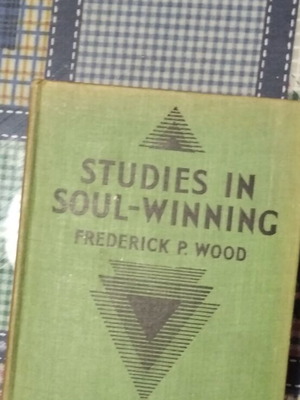 STUDIES IN
SOUL-WINNING
FREDERICK P. WOOD